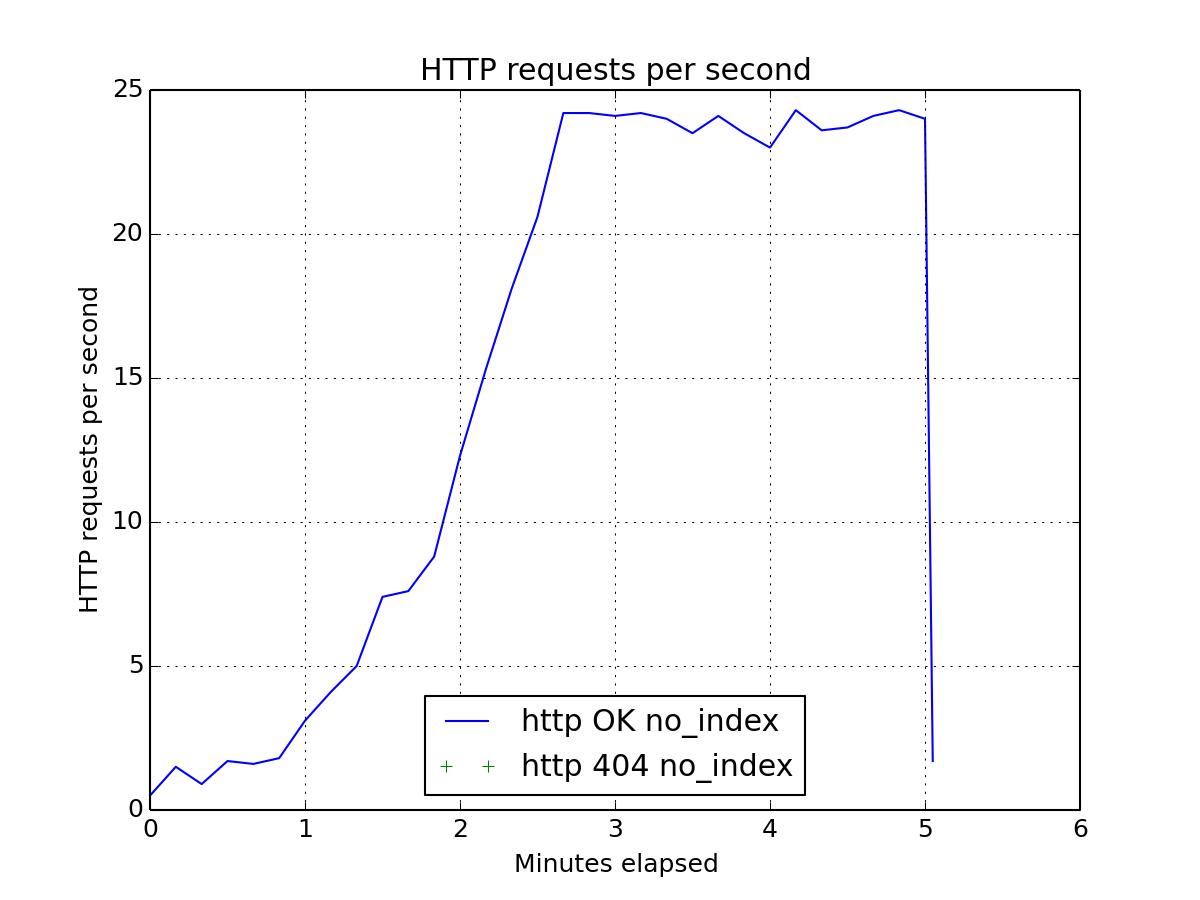 HTTP requests per second
25
20
15
10
5
0
HTTP requests per second
http OK no_index
http 404 no_index
0 1 2 3 4 5 6
Minutes elapsed